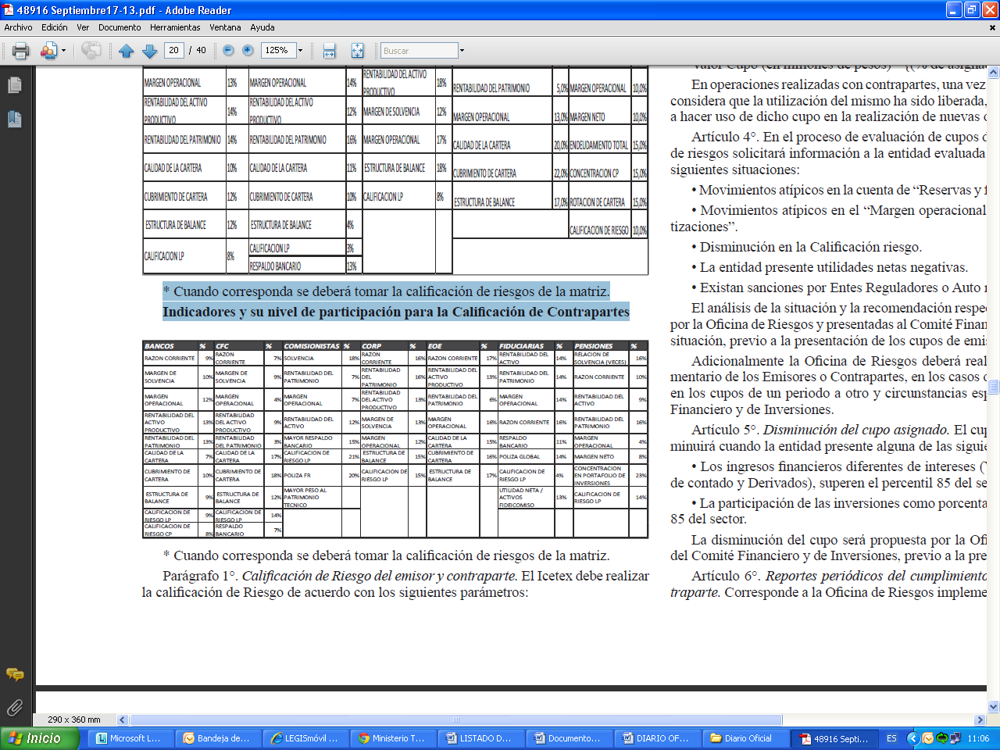 48916 Septiembre17-13.pdf - Adobe Reader
Archivo Edición Ver Documento Herramientas Ventana Ayuda
20 / 40 125% Buscar
MARGEN OPERACIONAL 13% MARGEN OPERACIONAL 14% RENTABILIDAD DEL ACTIVO PRODUCTIVO 18% RENTABILIDAD DEL PATRIMONIO 5,0% MARGEN OPERACIONAL 10,0%
RENTABILIDAD DEL ACTIVO PRODUCTIVO 14% RENTABILIDAD DEL ACTIVO PRODUCTIVO 12% MARGEN DE SOLVENCIA 12% MARGEN OPERACIONAL 13,0% MARGEN NETO 10,0%
RENTABILIDAD DEL PATRIMONIO 14% RENTABILIDAD DEL PATRIMONIO 16% MARGEN OPERACIONAL 17% CALIDAD DE LA CARTERA 20,0% ENDEUDAMIENTO TOTAL 15,0%
CALIDAD DE LA CARTERA 10% CALIDAD DE LA CARTERA 11% ESTRUCTURA DE BALANCE 18% CUBRIMIENTO DE CARTERA 22,0% CONCENTRACION CP 15,0%
CUBRIMIENTO DE CARTERA 12% CUBRIMIENTO DE CARTERA 10% CALIFICACION LP 8% ESTRUCTURA DE BALANCE 17,0% ROTACION DE CARTERA 15,0%
ESTRUCTURA DE BALANCE 12% ESTRUCTURA DE BALANCE 4% CALIFICACION DE RIESGO 10,0%
CALIFICACION LP 8% CALIFICACION LP 3%
RESPALDO BANCARIO 13%
* Cuando corresponda se deberá tomar la calificación de riesgos de la matriz.
Indicadores y su nivel de participación para la Calificación de Contrapartes
BANCOS % CFC % COMISIONISTAS % CORP % EOE % FIDUCIARIAS % PENSIONES %
RAZON CORRIENTE 9% RAZON CORRIENTE 7% SOLVENCIA 18% RAZON CORRIENTE 16% RAZON CORRIENTE 17% RENTABILIDAD DEL ACTIVO 14% RELACION DE SOLVENCIA (VECES) 16%
MARGEN DE SOLVENCIA 10% MARGEN DE SOLVENCIA 9% RENTABILIDAD DEL PATRIMONIO 7% RENTABILIDAD DEL PATRIMONIO 16% RENTABILIDAD DEL ACTIVO PRODUCTIVO 13% RENTABILIDAD DEL PATRIMONIO 14% RAZON CORRIENTE 10%
MARGEN OPERACIONAL 12% MARGEN OPERACIONAL 4% MARGEN OPERACIONAL 7% RENTABILIDAD DEL ACTIVO PRODUCTIVO 13% RENTABILIDAD DEL PATRIMONIO 6% MARGEN OPERACIONAL 14% RENTABILIDAD DEL ACTIVO 9%
RENTABILIDAD DEL ACTIVO PRODUCTIVO 13% RENTABILIDAD DEL ACTIVO PRODUCTIVO 9% RENTABILIDAD DEL ACTIVO 12% MARGEN DE SOLVENCIA 13% MARGEN OPERACIONAL 16% RAZON CORRIENTE 16% RENTABILIDAD DEL PATRIMONIO 16%
RENTABILIDAD DEL PATRIMONIO 13% RENTABILIDAD DEL PATRIMONIO 3% MAYOR RESPALDO BANCARIO 15% MARGEN OPERACIONAL 12% CALIDAD DE LA CARTERA 15% RESPALDO BANCARIO 11% MARGEN OPERACIONAL 4%
CALIDAD DE LA CARTERA 7% CALIDAD DE LA CARTERA 17% CALIFICACION DE RIESGO LP 21% ESTRUCTURA DE BALANCE 15% CUBRIMIENTO DE CARTERA 16% POLIZA GLOBAL 14% MARGEN NETO 8%
CUBRIMIENTO DE CARTERA 10% CUBRIMIENTO DE CARTERA 18% POLIZA FR 20% CALIFICACION DE RIESGO LP 15% ESTRUCTURA DE BALANCE 17% CALIFICACION DE RIESGO LP 4% CONCENTRACION EN PORTAFOLIO DE INVERSIONES 23%
ESTRUCTURA DE BALANCE 9% ESTRUCTURA DE BALANCE 12% MAYOR PESO AL PATRIMONIO TECNICO UTILIDAD NETA / ACTIVOS FIDEICOMISO 13% CALIFICACION DE RIESGO LP 14%
CALIFICACION DE RIESGO LP 9% CALIFICACION DE RIESGO LP 14%
CALIFICACION DE RIESGO CP 8% RESPALDO BANCARIO 7%
* Cuando corresponda se deberá tomar la calificación de riesgos de la matriz.
Parágrafo 1°. Calificación de Riesgo del emisor y contraparte. El Icetex debe realizar
la calificación de Riesgo de acuerdo con los siguientes parámetros:
En operaciones realizadas con contrapartes, una vez
considera que la utilización del mismo ha sido liberada,
a hacer uso de dicho cupo en la realización de nuevas
Artículo 4°. En el proceso de evaluación de cupos
de riesgos solicitará información a la entidad evaluada
siguientes situaciones:
• Movimientos atípicos en la cuenta de “Reservas y
• Movimientos atípicos en el “Margen operacional
tizaciones”.
• Disminución en la Calificación riesgo.
• La entidad presente utilidades netas negativas.
• Existan sanciones por Entes Reguladores o Auto
El análisis de la situación y la recomendación respe
por la Oficina de Riesgos y presentadas al Comité Finan
situación, previo a la presentación de los cupos de emi
Adicionalmente la Oficina de Riesgos deberá real
mentario de los Emisores o Contrapartes, en los casos
en los cupos de un periodo a otro y circunstancias esp
Financiero y de Inversiones.
Artículo 5°. Disminución del cupo asignado. El cup
minuirá cuando la entidad presente alguna de las siguie
• Los ingresos financieros diferentes de intereses (
de contado y Derivados), superen el percentil 85 del se
• La participación de las inversiones como porcenta
85 del sector.
La disminución del cupo será propuesta por la Ofi
del Comité Financiero y de Inversiones, previo a la pre
Artículo 6°. Reportes periódicos del cumplimiento
traparte. Corresponde a la Oficina de Riesgos impleme
290 x 360 mm
Inicio Microsoft L... Bandeja de... LEGISmóvil ... Ministerio T... LISTADO D... Documento... DIARIO OF... Diario Oficial 48916 Septi... ES 11:06